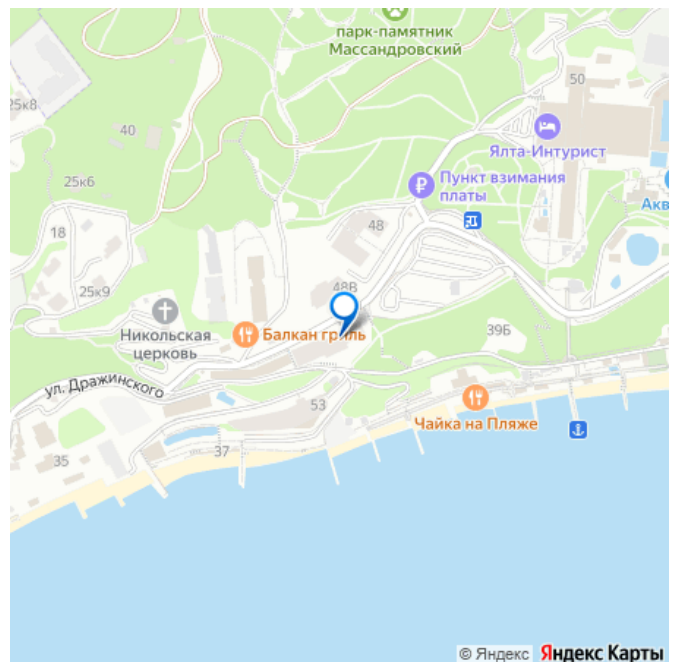 парк-памятник
Массандровский
50
25к8
40
Ялта-Интурист
25к6
Пункт взимания
платы
Акв
18
48
25к9
48В
Никольская
церковь
Балкан гриль
39Б
ул. Дражинского
53
Чайка на Пляже
37
35
© Яндекс Яндекс Карты